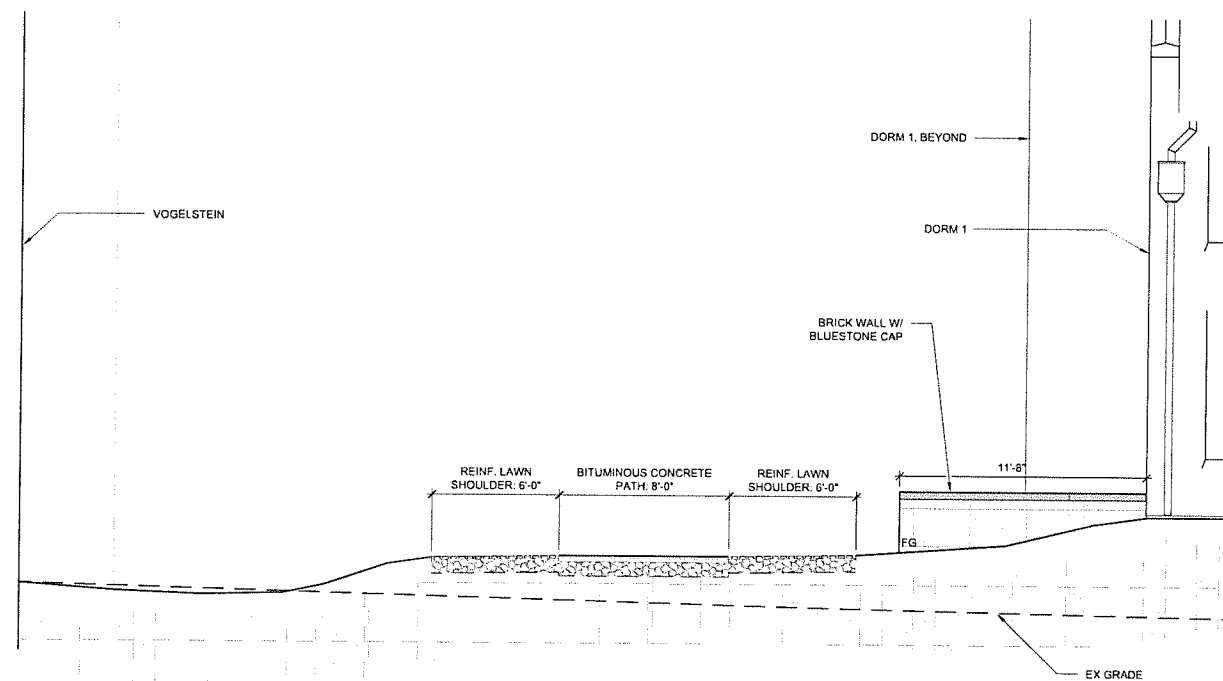 DORM 1, BEYOND
VOGELSTEIN
DORM 1
BRICK WALL W/
BLUESTONE CAP
REINF. LAWN
SHOULDER: 6'-0"
BITUMINOUS CONCRETE
PATH: 8'-0"
REINF. LAWN
SHOULDER: 6'-0"
11'-8"
FG
EX GRADE